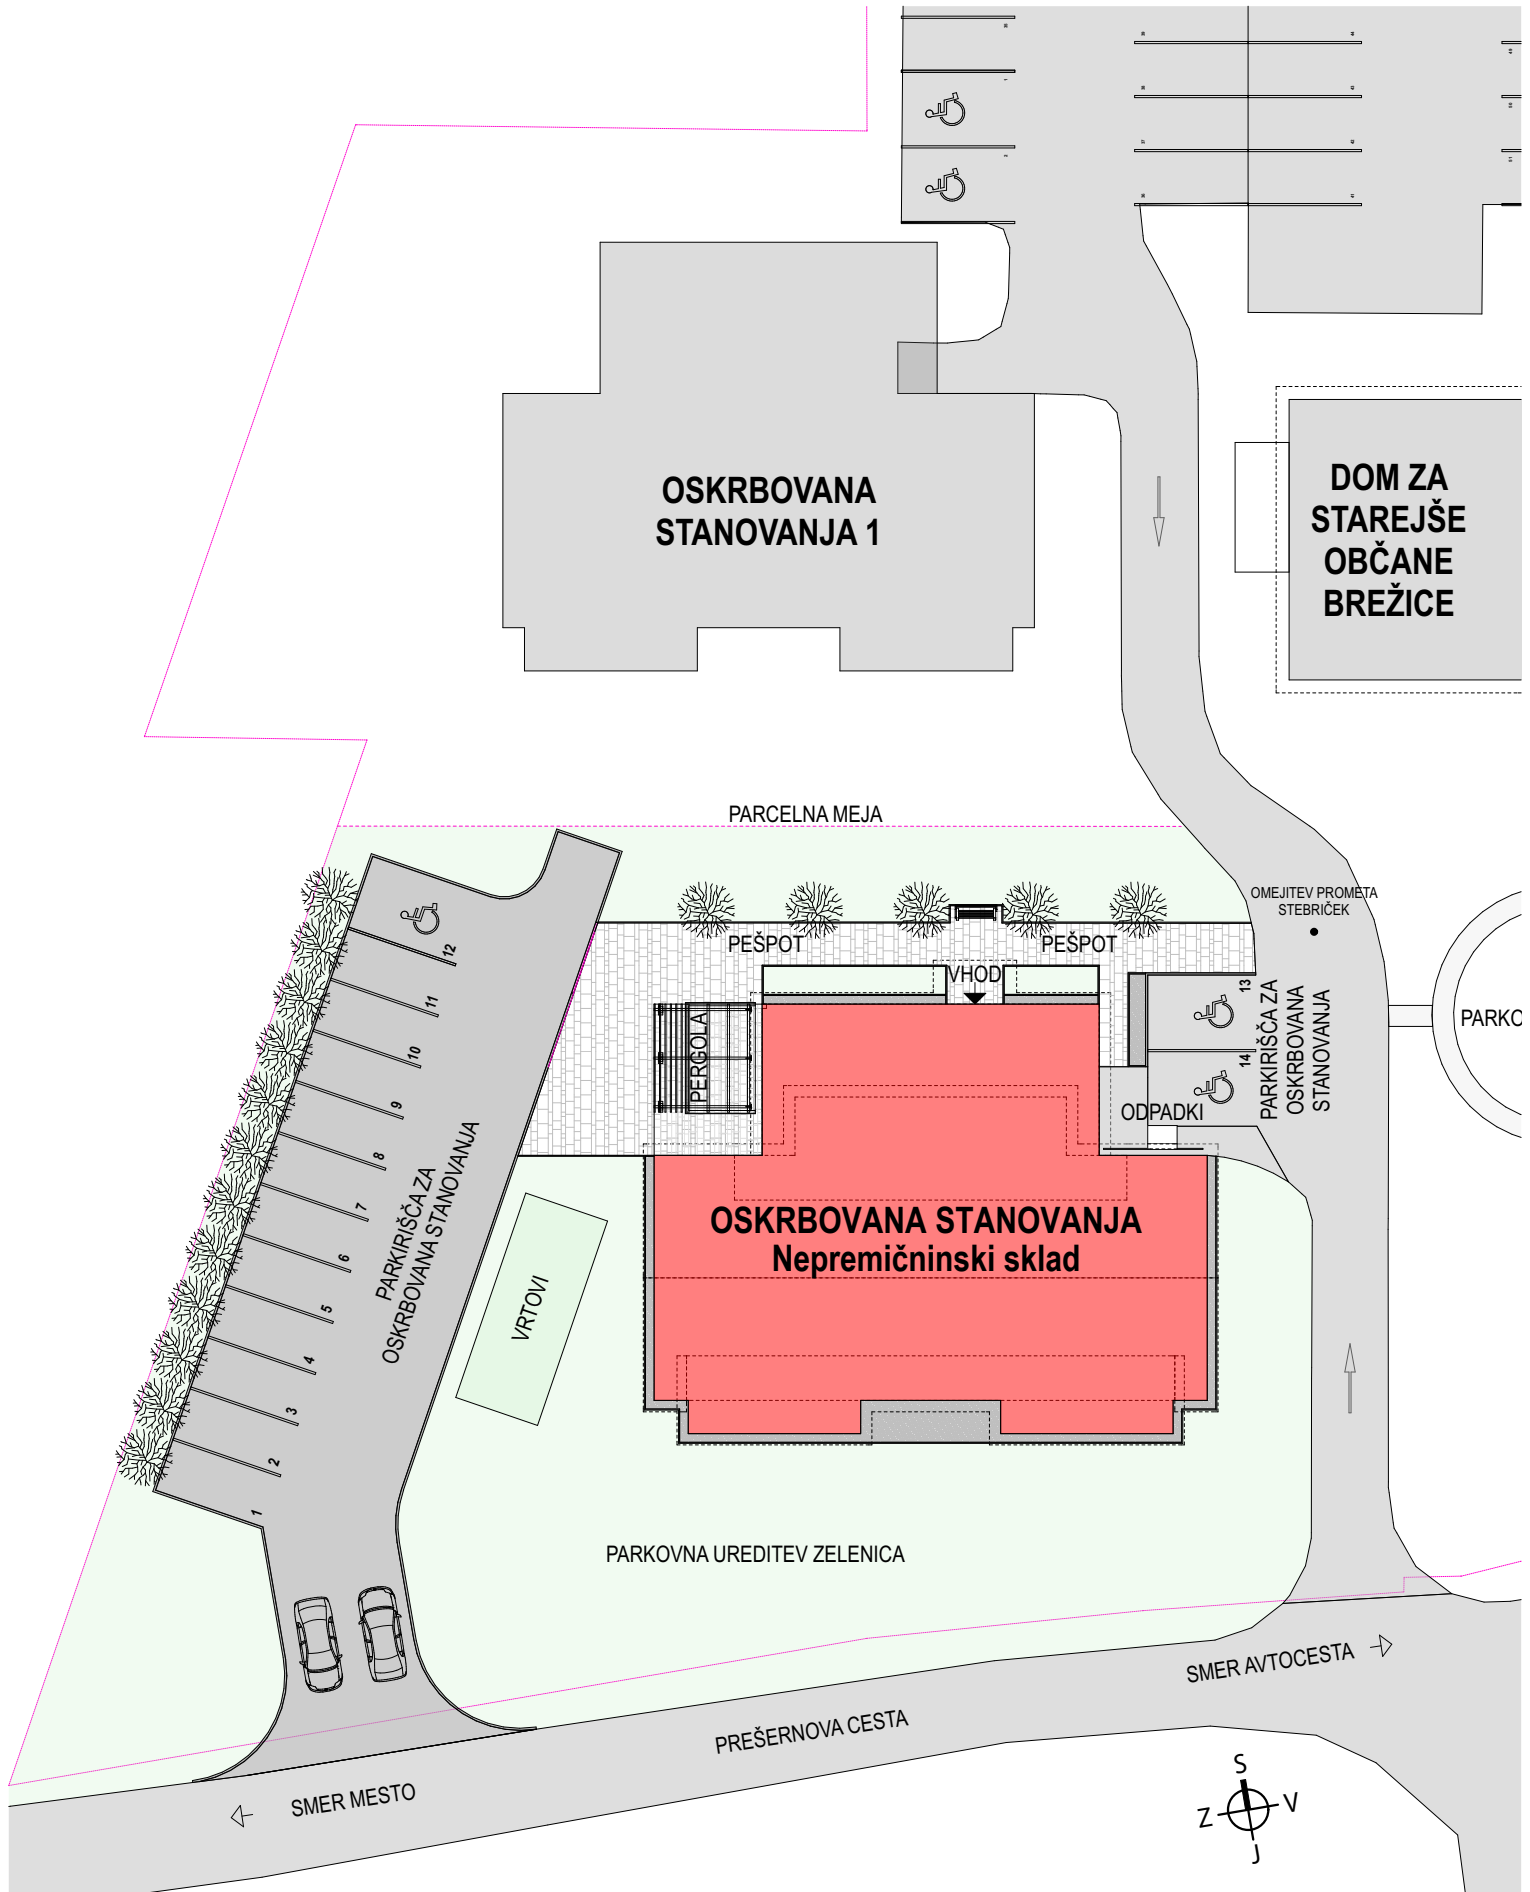 OSKRBOVANA
STANOVANJA 1
DOM ZA
STAREJŠE
OBČANE
BREŽICE
PARCELNA MEJA
OMEJITEV PROMETA
STEBRIČEK
PEŠPOT
PEŠPOT
VHOD
PERGOLA
ODPADKI
13
14
PARKIRIŠČA ZA
OSKRBOVANA
STANOVANJA
PARKO
12
11
10
9
8
7
6
5
4
3
2
1
PARKIRIŠČA ZA
OSKRBOVANA STANOVANJA
VRTOVI
OSKRBOVANA STANOVANJA
Nepremičninski sklad
PARKOVNA UREDITEV ZELENICA
SMER AVTOCESTA
PREŠERNOVA CESTA
SMER MESTO
S
Z
V
J